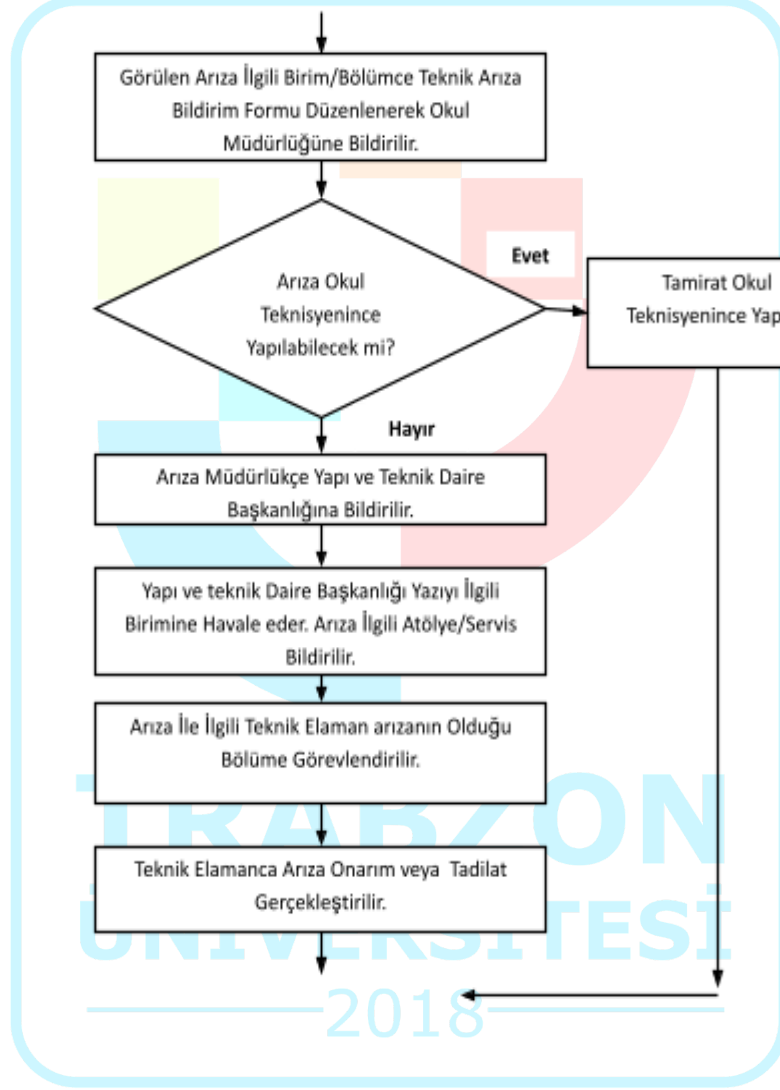 Görülen Arıza İlgili Birim/Bölümce Teknik Arıza
Bildirim Formu Düzenlenerek Okul
Müdürlüğüne Bildirilir.
Arıza Okul
Teknisyenince
Yapılabilecek mi?
Evet
Tamirat Okul
Teknisyenince
Hayır
Arıza Müdürlükçe Yapı ve Teknik Daire
Başkanlığına Bildirilir.
Yapı ve teknik Daire Başkanlığı Yazıyı İlgili
Birimine Havale eder. Arıza İlgili Atölye/Servis
Bildirilir.
Arıza İle İlgili Teknik Elaman arızanın Olduğu
Bölüme Görevlendirilir.
Teknik Elamanca Arıza Onarım veya Tadilat
Gerçekleştirilir.
TRABZON
ÜNİVERSİTESİ
2018